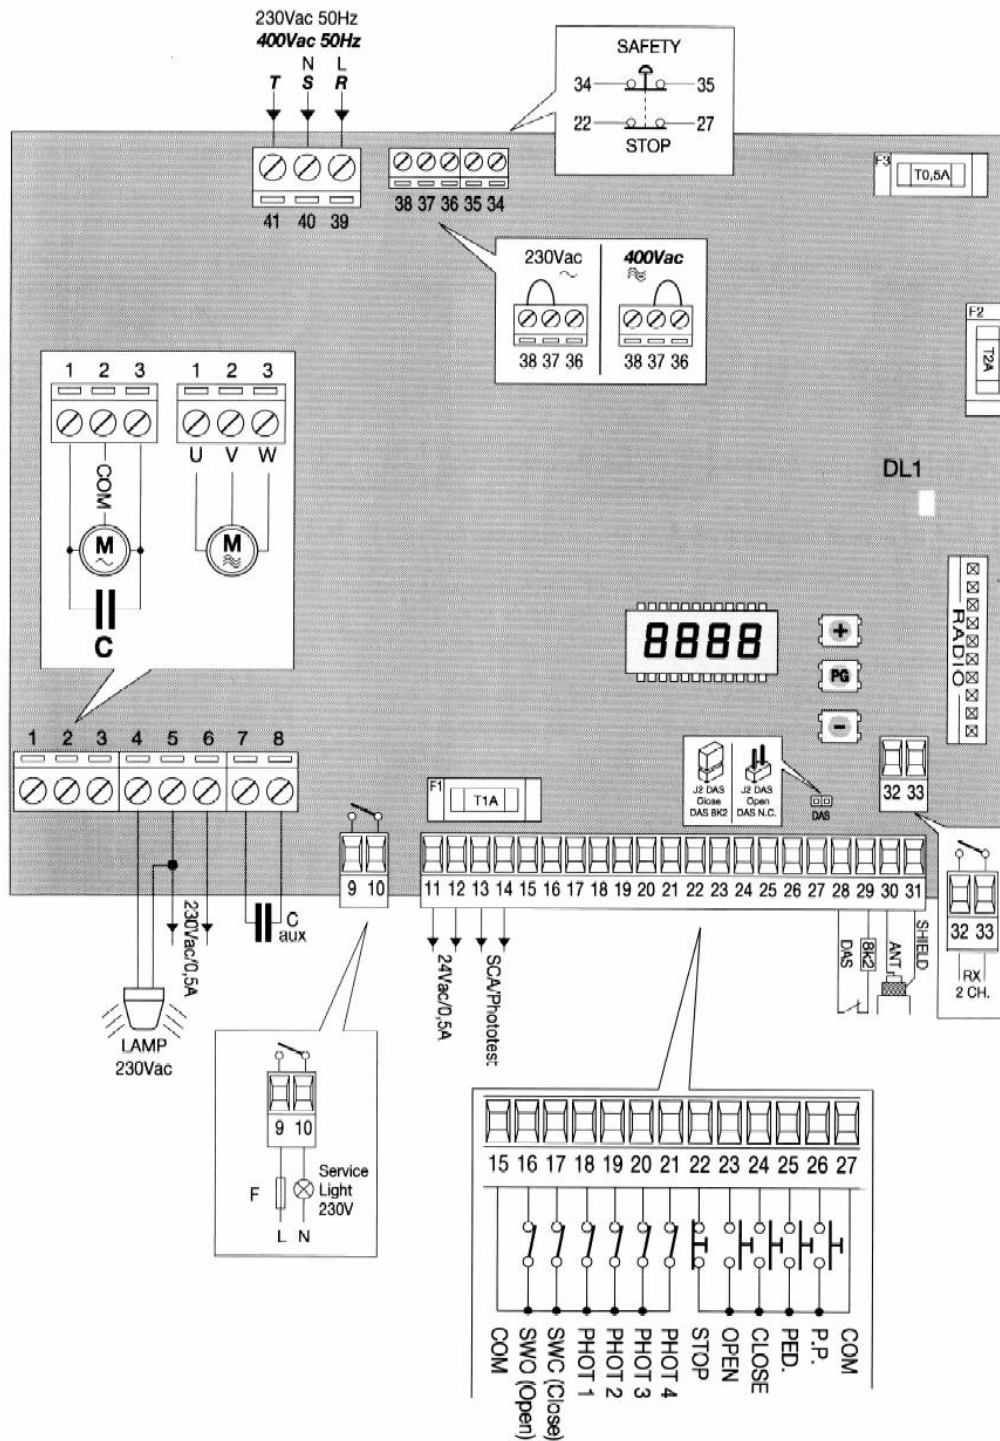 230Vac 50Hz
400Vac 50Hz
N L
T S R
41 40 39
38 37 36 35 34
SAFETY
34 35
22 27
STOP
F3
T0,5A
230Vac 400Vac
38 37 36 38 37 36
F2
T2A
1 2 3 1 2 3
U V W
COM
M M
C
DL1
8888
+
PG
-
RADIO
1 2 3 4 5 6 7 8
F1
T1A
J2 DAS
Close
DAS 8K2
J2 DAS
Open
DAS N.C.
DAS
32 33
9 10
11 12 13 14 15 16 17 18 19 20 21 22 23 24 25 26 27 28 29 30 31
230Vac/0,5A
C
aux
LAMP
230Vac
24Vac/0,5A
SCA/Phototest
DAS
8k2
ANT
SHIELD
32 33
RX
2 CH.
9 10
F
Service
Light
230V
L N
15 16 17 18 19 20 21 22 23 24 25 26 27
COM
SWO (Open)
SWC (Close)
PHOT 1
PHOT 2
PHOT 3
PHOT 4
STOP
OPEN
CLOSE
PED.
P.P.
COM